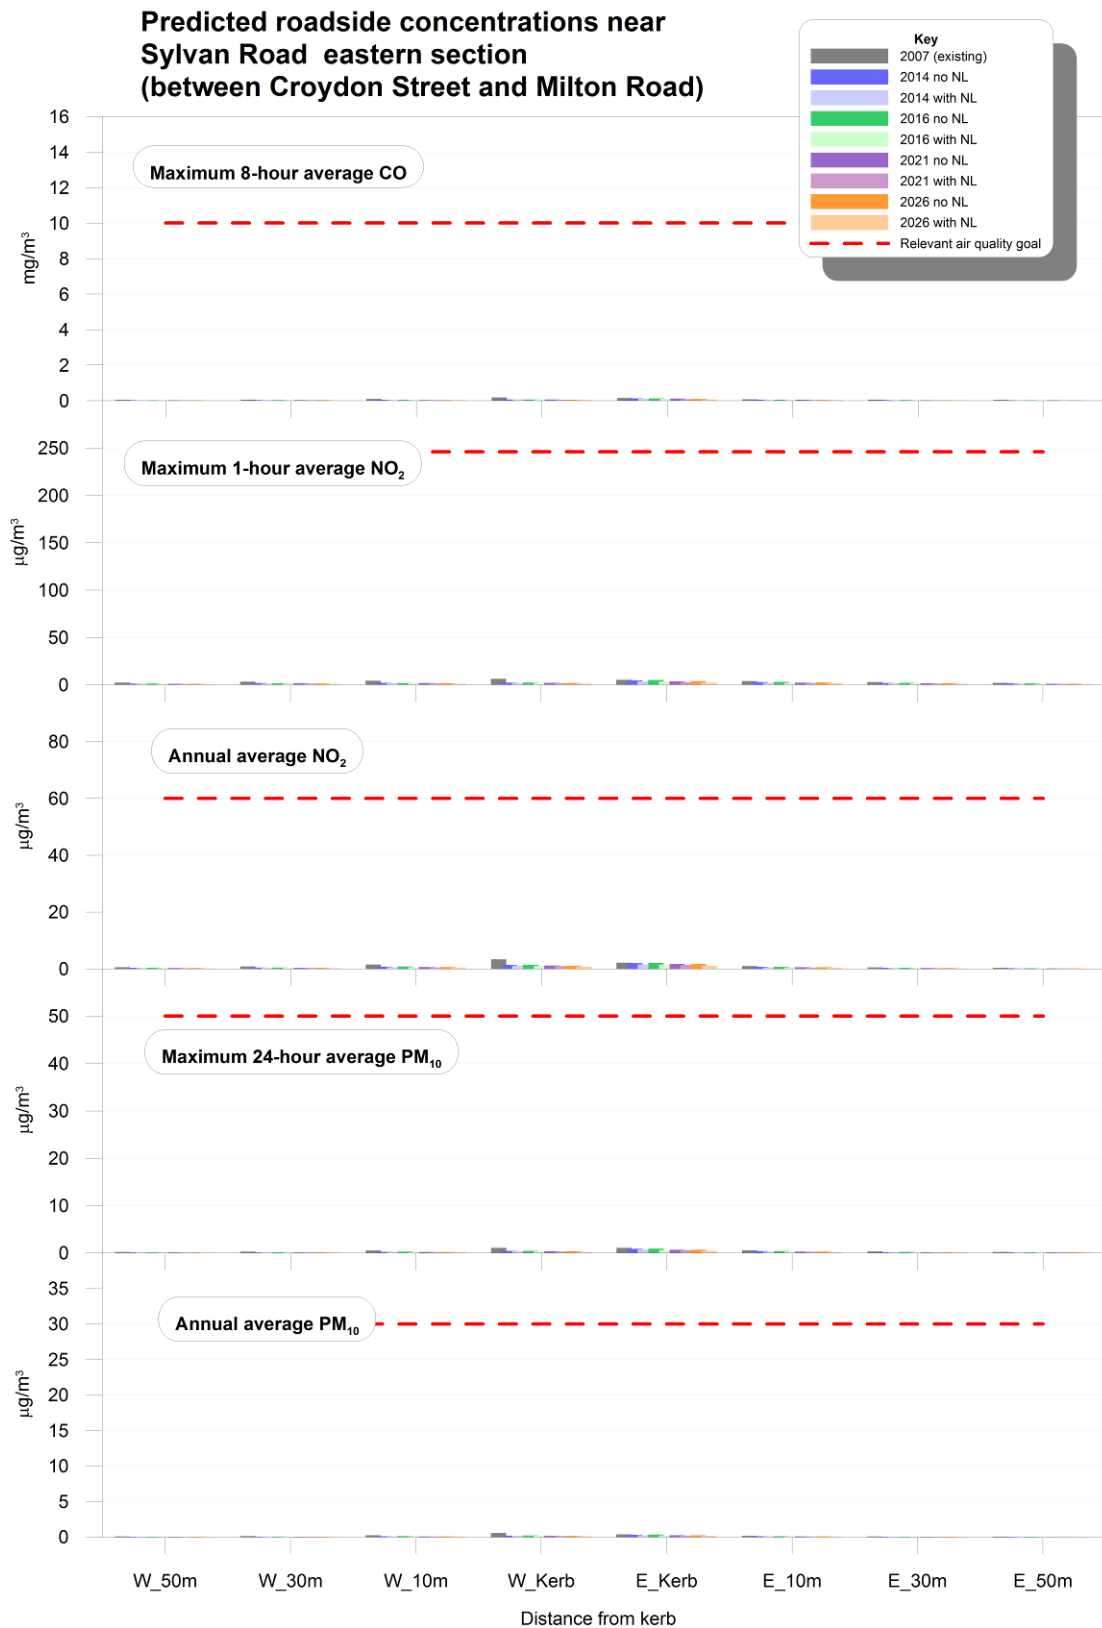 Predicted roadside concentrations near
Sylvan Road  eastern section
(between Croydon Street and Milton Road)
Key
2007 (existing)
2014 no NL
2014 with NL
2016 no NL
2016 with NL
2021 no NL
2021 with NL
2026 no NL
2026 with NL
Relevant air quality goal
Maximum 8-hour average CO
mg/m³
16
14
12
10
8
6
4
2
0
Maximum 1-hour average NO₂
µg/m³
250
200
150
100
50
0
Annual average NO₂
µg/m³
80
60
40
20
0
Maximum 24-hour average PM₁₀
µg/m³
50
40
30
20
10
0
Annual average PM₁₀
µg/m³
35
30
25
20
15
10
5
0
W_50m W_30m W_10m W_Kerb E_Kerb E_10m E_30m E_50m
Distance from kerb